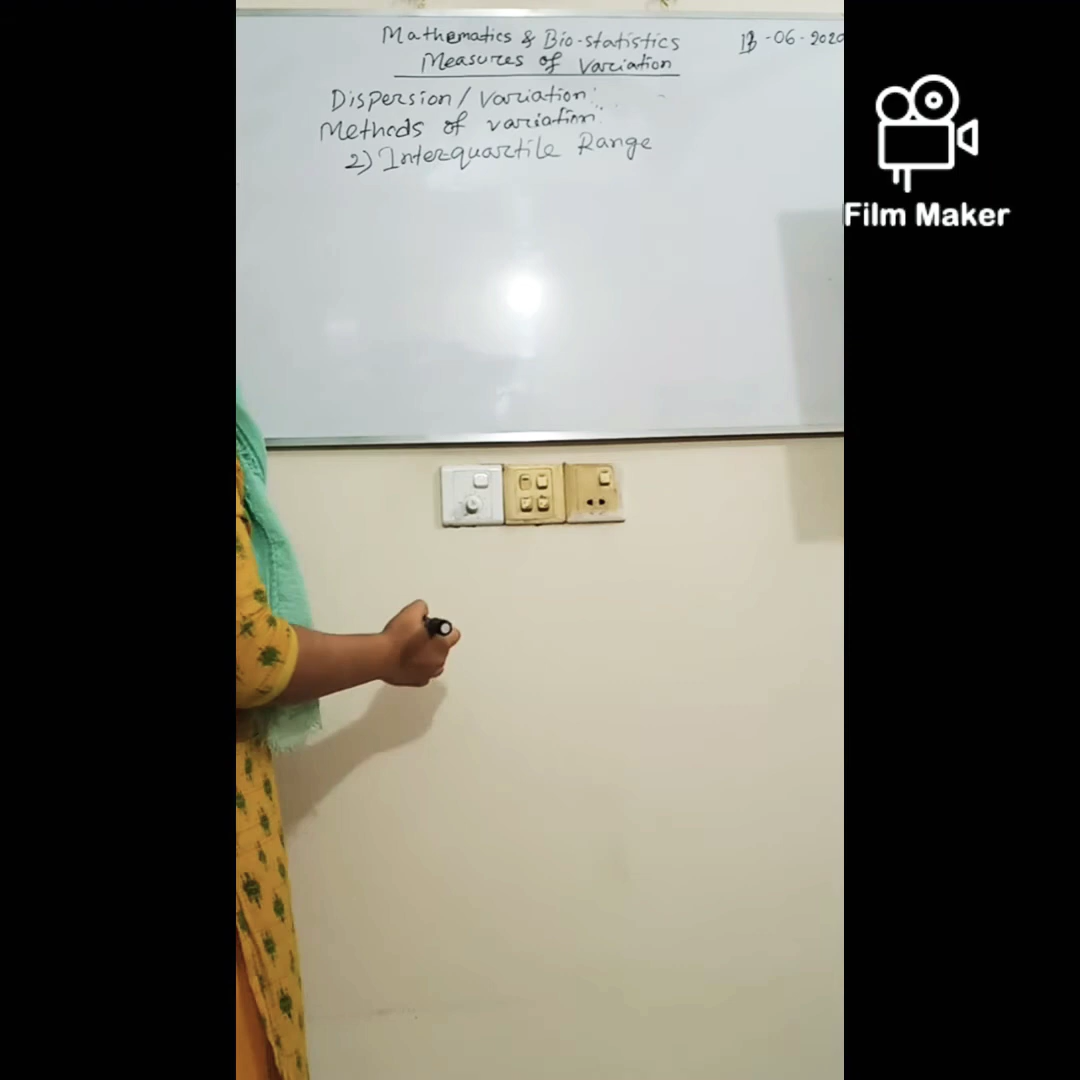 Mathematics & Bio-statistics 13-06-2020
Measures of Variation
Dispersion/Variation:
Methods of variation:
2) Interquartile Range
Film Maker